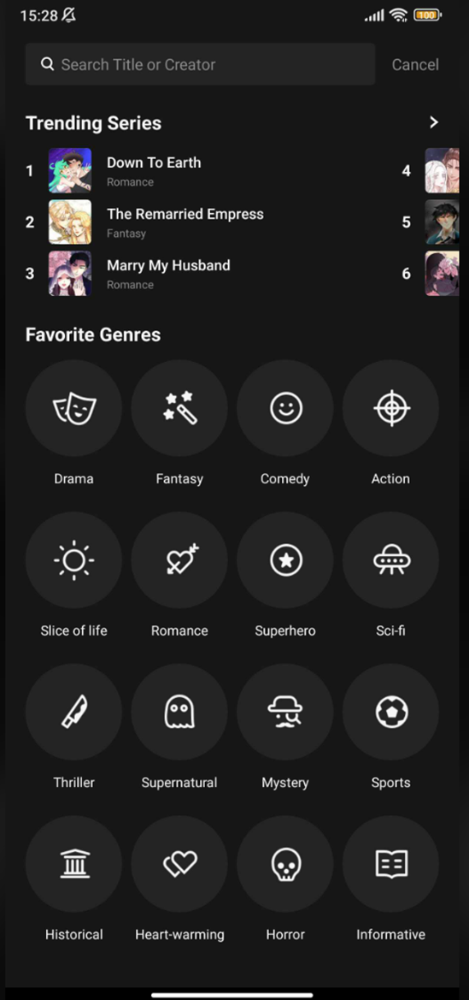 15:28
100
Search Title or Creator
Cancel
Trending Series
1
Down To Earth
Romance
2
The Remarried Empress
Fantasy
3
Marry My Husband
Romance
4
5
6
Favorite Genres
Drama
Fantasy
Comedy
Action
Slice of life
Romance
Superhero
Sci-fi
Thriller
Supernatural
Mystery
Sports
Historical
Heart-warming
Horror
Informative